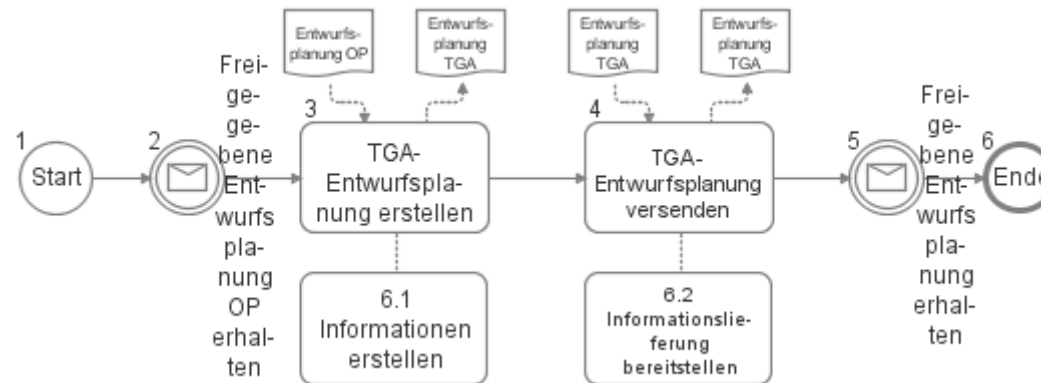 Entwurfs-
planung OP
Entwurfs-
planung
TGA
Entwurfs-
planung
TGA
Entwurfs-
planung
TGA
1
Start
2
Frei-
ge-
ge-
bene
Ent-
wurfs
pla-
nung
OP
erhal-
ten
3
TGA-
Entwurfspla-
nung erstellen
4
TGA-
Entwurfsplanung
versenden
5
Frei-
ge-
ge-
bene
Ent-
wurfs
pla-
nung
erhal-
ten
6
Ende
6.1
Informationen
erstellen
6.2
Informationslie-
ferung
bereitstellen